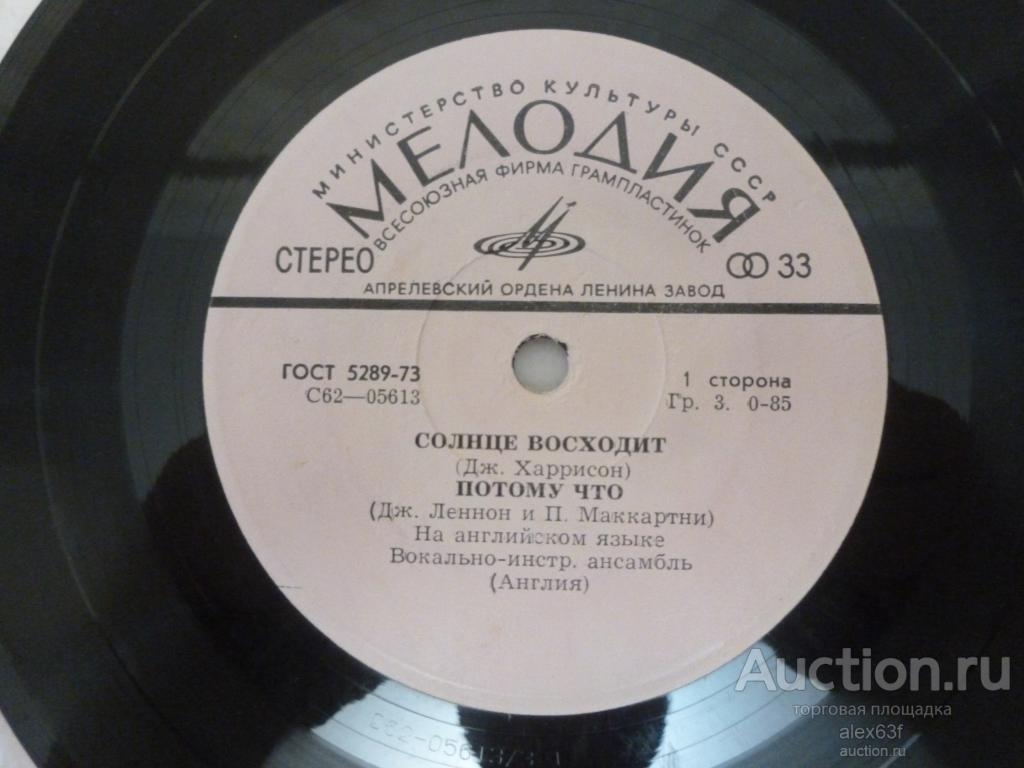 МИНИСТЕРСТВО КУЛЬТУРЫ СССР
МЕЛОДИЯ
ВСЕСОЮЗНАЯ ФИРМА ГРАМПЛАСТИНОК
СТЕРЕО
33
АПРЕЛЕВСКИЙ ОРДЕНА ЛЕНИНА ЗАВОД
ГОСТ 5289-73
С62—05613
1 сторона
Гр. 3. 0-85
СОЛНЦЕ ВОСХОДИТ
(Дж. Харрисон)
ПОТОМУ ЧТО
(Дж. Леннон и П. Маккартни)
На английском языке
Вокально-инстр. ансамбль
(Англия)
Auction.ru
торговая площадка
alex63f
auction.ru
С62-05613